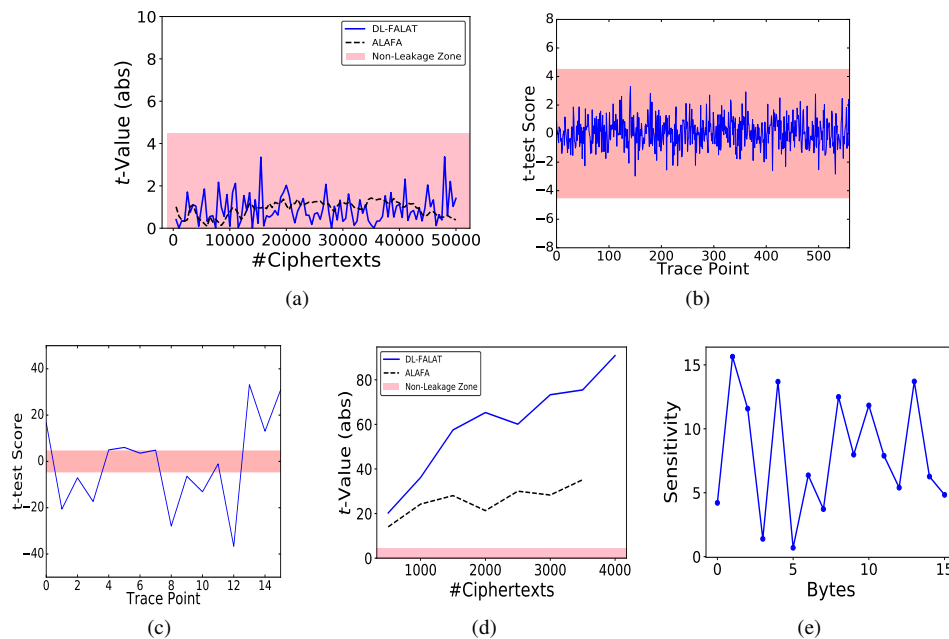 10
8
6
4
2
0
t-Value (abs)
DL-FALAT
ALAFA
Non-Leakage Zone
0 10000 20000 30000 40000 50000
#Ciphertexts
(a)
8
6
4
2
0
−2
−4
−6
−8
t-test Score
0 100 200 300 400 500
Trace Point
(b)
40
20
0
−20
−40
t-test Score
0 2 4 6 8 10 12 14
Trace Point
(c)
80
60
40
20
0
t-Value (abs)
DL-FALAT
ALAFA
Non-Leakage Zone
1000 1500 2000 2500 3000 3500 4000
#Ciphertexts
(d)
15
10
5
0
Sensitivity
0 5 10 15
Bytes
(e)